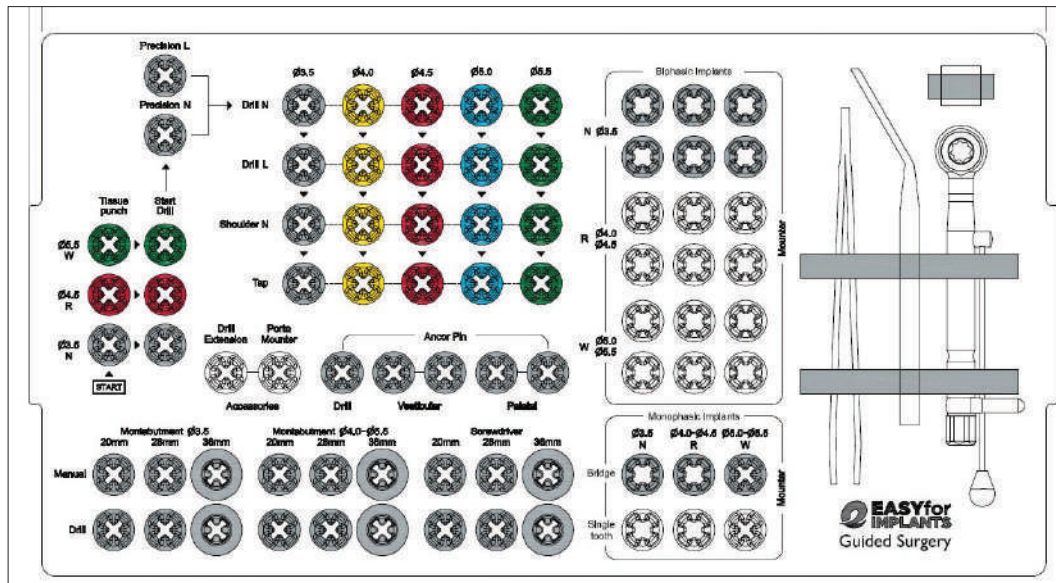 Precision L
Precision N
Ø3.5 Ø4.0 Ø4.5 Ø5.0 Ø5.5
Drill N
Drill L
Shoulder N
Tap
Tissue punch
Start Drill
Ø5.5 W
Ø4.5 R
Ø3.5 N
START
Drill Extension
Porta Mounter
Accessories
Ancor Pin
Drill
Vestibular
Palatal
Biphasic Implants
N Ø3.5
R Ø4.0 Ø4.5
W Ø5.0 Ø5.5
Mounter
Montabutment Ø3.5
20mm 28mm 36mm
Montabutment Ø4.0-Ø5.5
20mm 28mm 36mm
Screwdriver
20mm 28mm 36mm
Manual
Drill
Monophasic Implants
Ø3.5 N
Ø4.0-Ø4.5 R
Ø5.0-Ø5.5 W
Bridge
Single tooth
Mounter
EASYfor
IMPLANTS
Guided Surgery